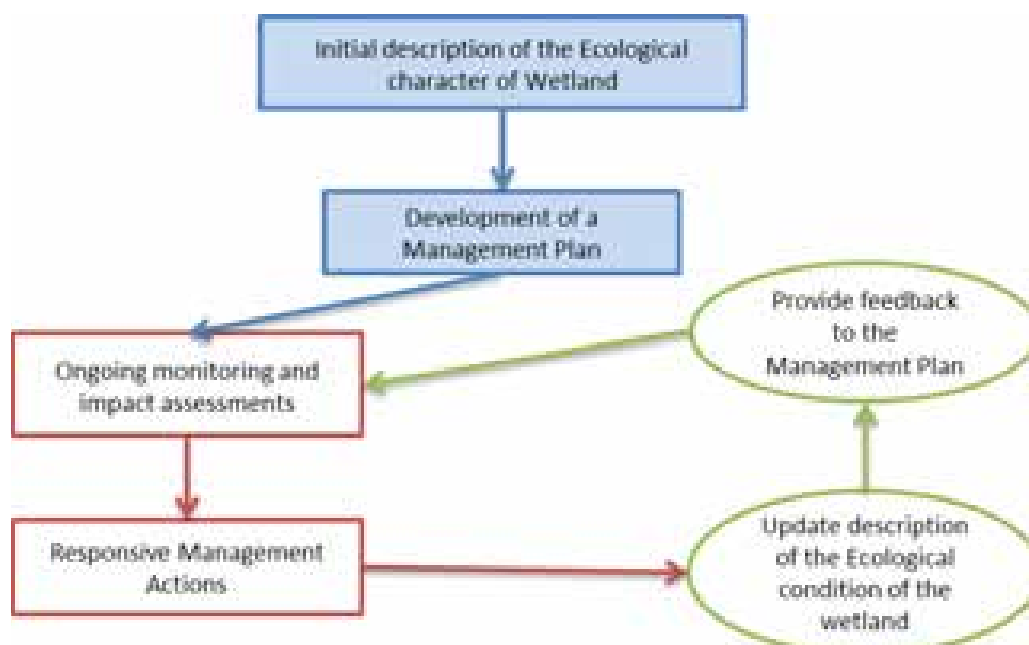 Initial description of the Ecological
character of Wetland
Development of a
Management Plan
Provide feedback
to the
Management Plan
Ongoing monitoring and
impact assessments
Responsive Management
Actions
Update description
of the Ecological
condition of the
wetland